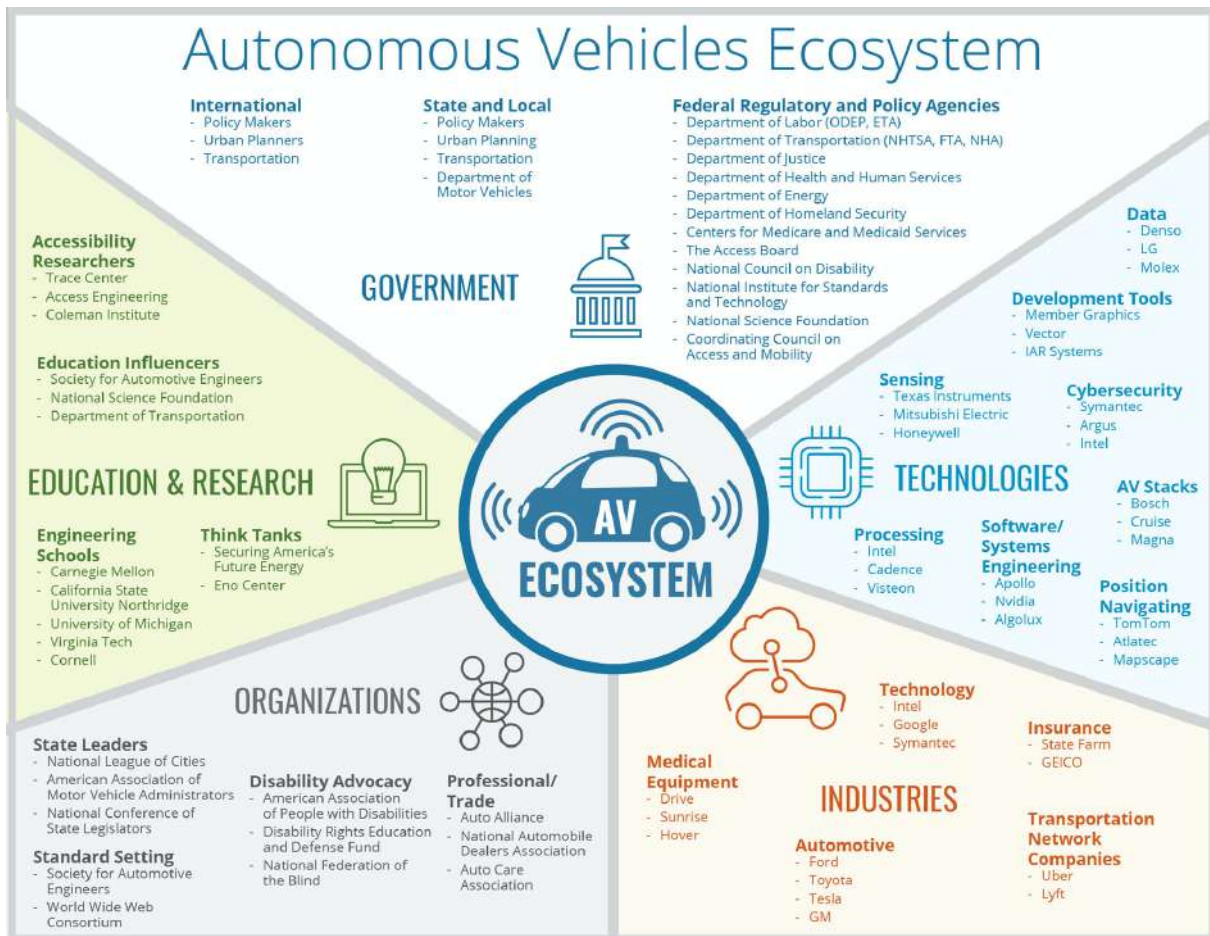 Autonomous Vehicles Ecosystem
International
- Policy Makers
- Urban Planners
- Transportation
State and Local
- Policy Makers
- Urban Planning
- Transportation
- Department of
Motor Vehicles
Federal Regulatory and Policy Agencies
- Department of Labor (ODEP, ETA)
- Department of Transportation (NHTSA, FTA, NHA)
- Department of Justice
- Department of Health and Human Services
- Department of Energy
- Department of Homeland Security
- Centers for Medicare and Medicaid Services
- The Access Board
- National Council on Disability
- National Institute for Standards
and Technology
- National Science Foundation
- Coordinating Council on
Access and Mobility
GOVERNMENT
Accessibility
Researchers
- Trace Center
- Access Engineering
- Coleman Institute
Education Influencers
- Society for Automotive Engineers
- National Science Foundation
- Department of Transportation
EDUCATION & RESEARCH
Engineering
Schools
- Carnegie Mellon
- California State
University Northridge
- University of Michigan
- Virginia Tech
- Cornell
Think Tanks
- Securing America's
Future Energy
- Eno Center
AV
ECOSYSTEM
Data
- Denso
- LG
- Molex
Development Tools
- Member Graphics
- Vector
- IAR Systems
Sensing
- Texas Instruments
- Mitsubishi Electric
- Honeywell
Cybersecurity
- Symantec
- Argus
- Intel
TECHNOLOGIES
AV Stacks
- Bosch
- Cruise
- Magna
Processing
- Intel
- Cadence
- Visteon
Software/
Systems
Engineering
- Apollo
- Nvidia
- Algolux
Position
Navigating
- TomTom
- Atlatec
- Mapscape
ORGANIZATIONS
State Leaders
- National League of Cities
- American Association of
Motor Vehicle Administrators
- National Conference of
State Legislators
Standard Setting
- Society for Automotive
Engineers
- World Wide Web
Consortium
Disability Advocacy
- American Association
of People with Disabilities
- Disability Rights Education
and Defense Fund
- National Federation of
the Blind
Professional/
Trade
- Auto Alliance
- National Automobile
Dealers Association
- Auto Care
Association
Technology
- Intel
- Google
- Symantec
Insurance
- State Farm
- GEICO
Medical
Equipment
- Drive
- Sunrise
- Hover
INDUSTRIES
Automotive
- Ford
- Toyota
- Tesla
- GM
Transportation
Network
Companies
- Uber
- Lyft